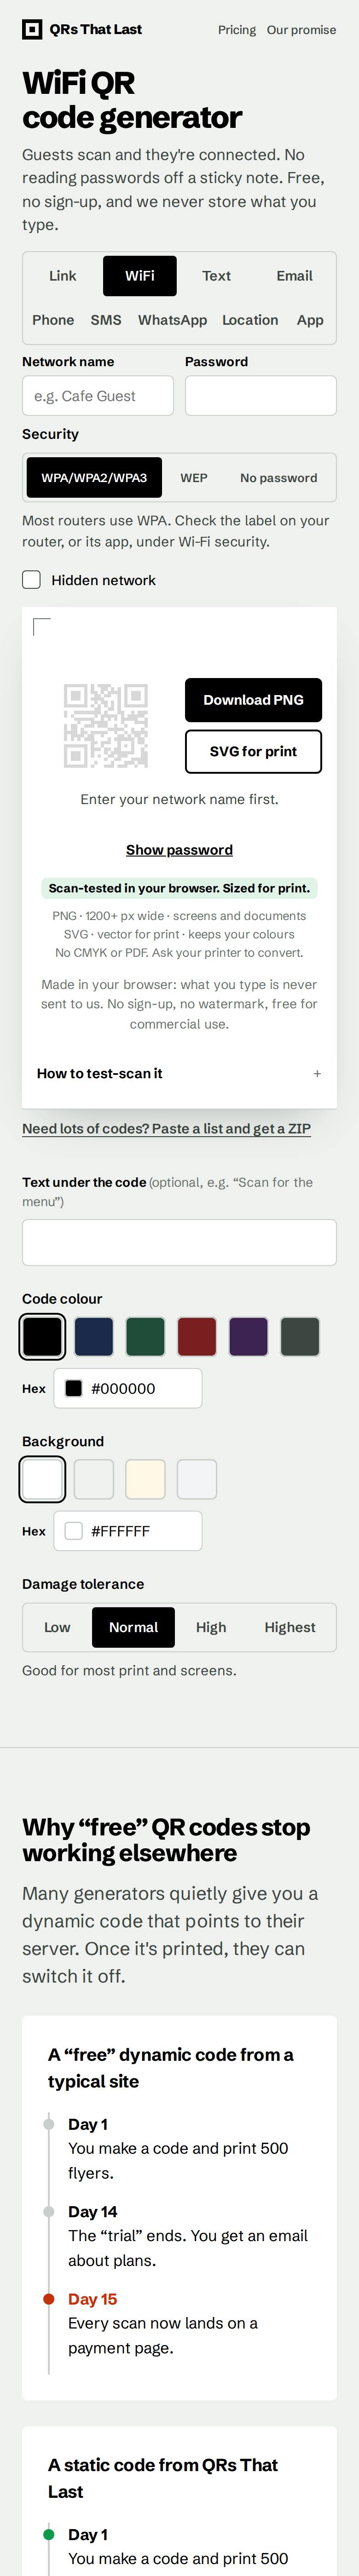 QRs That Last
Pricing
Our promise
WiFi QR
code generator
Guests scan and they're connected. No
reading passwords off a sticky note. Free,
no sign-up, and we never store what you
type.
Link
WiFi
Text
Email
Phone
SMS
WhatsApp
Location
App
Network name
Password
e.g. Cafe Guest
Security
WPA/WPA2/WPA3
WEP
No password
Most routers use WPA. Check the label on your
router, or its app, under Wi-Fi security.
Hidden network
Download PNG
SVG for print
Enter your network name first.
Show password
Scan-tested in your browser. Sized for print.
PNG · 1200+ px wide · screens and documents
SVG · vector for print · keeps your colours
No CMYK or PDF. Ask your printer to convert.
Made in your browser: what you type is never
sent to us. No sign-up, no watermark, free for
commercial use.
How to test-scan it
+
Need lots of codes? Paste a list and get a ZIP
Text under the code (optional, e.g. “Scan for the
menu”)
Code colour
Hex
#000000
Background
Hex
#FFFFFF
Damage tolerance
Low
Normal
High
Highest
Good for most print and screens.
Why “free” QR codes stop
working elsewhere
Many generators quietly give you a
dynamic code that points to their
server. Once it's printed, they can
switch it off.
A “free” dynamic code from a
typical site
Day 1
You make a code and print 500
flyers.
Day 14
The “trial” ends. You get an email
about plans.
Day 15
Every scan now lands on a
payment page.
A static code from QRs That
Last
Day 1
You make a code and print 500